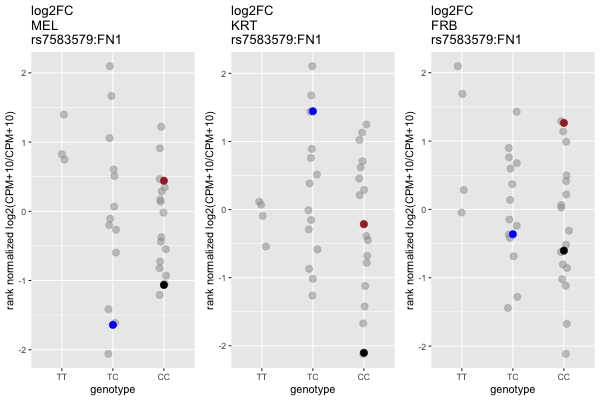 log2FC
MEL
rs7583579:FN1
rank normalized log2(CPM+10/CPM+10)
2
1
0
-1
-2
TT
TC
CC
genotype
log2FC
KRT
rs7583579:FN1
rank normalized log2(CPM+10/CPM+10)
2
1
0
-1
-2
TT
TC
CC
genotype
log2FC
FRB
rs7583579:FN1
rank normalized log2(CPM+10/CPM+10)
2
1
0
-1
-2
TT
TC
CC
genotype